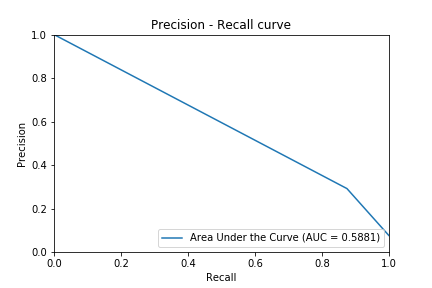 Precision - Recall curve
1.0
0.8
0.6
0.4
0.2
0.0
Precision
Area Under the Curve (AUC = 0.5881)
0.0 0.2 0.4 0.6 0.8 1.0
Recall